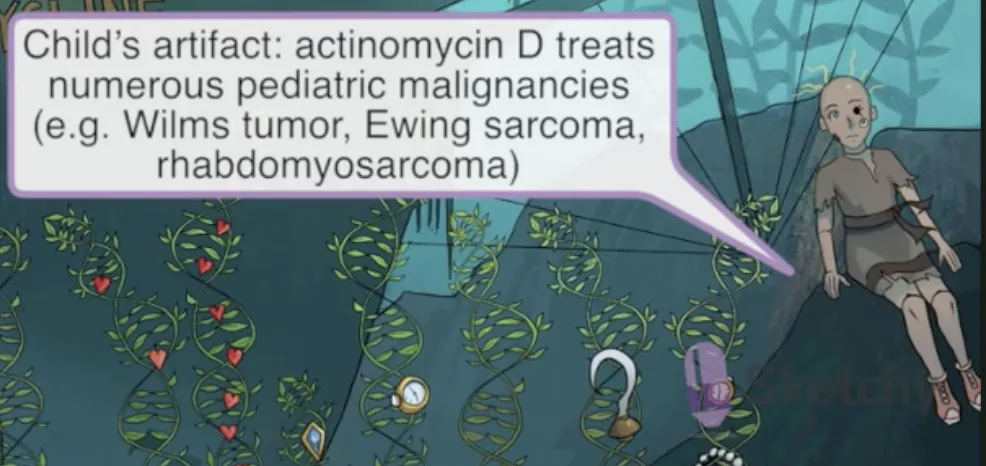 Child's artifact: actinomycin D treats
numerous pediatric malignancies
(e.g. Wilms tumor, Ewing sarcoma,
rhabdomyosarcoma)
Sketchy